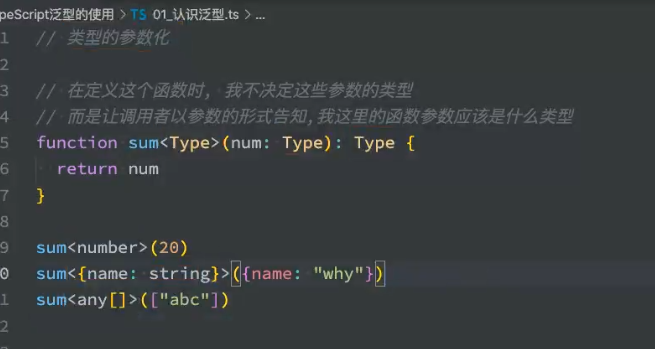 peScript泛型的使用 > TS 01_认识泛型.ts > ...
1 // 类型的参数化
2
3 // 在定义这个函数时, 我不决定这些参数的类型
4 // 而是让调用者以参数的形式告知,我这里的函数参数应该是什么类型
5 function sum<Type>(num: Type): Type {
6   return num
7 }
8
9 sum<number>(20)
0 sum<{name: string}>({name: "why"})
1 sum<any[]>(["abc"])
2